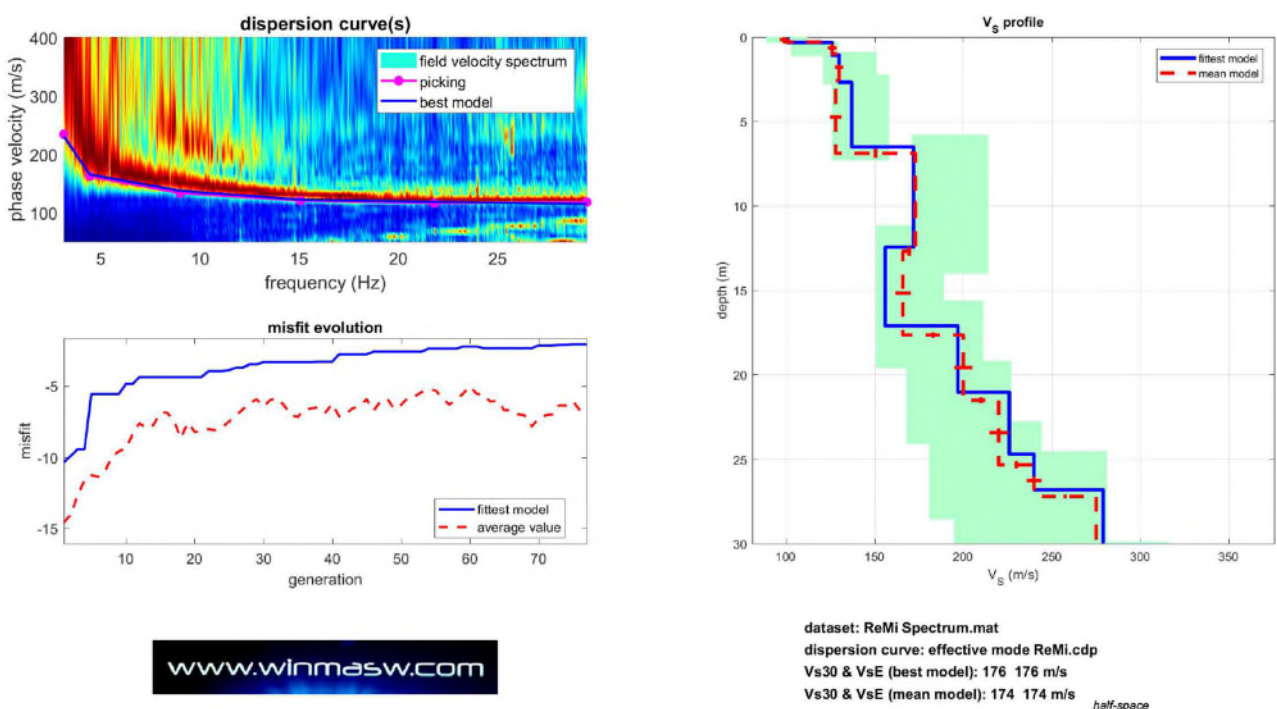 dispersion curve(s)
400
300
200
100
phase velocity (m/s)
field velocity spectrum
picking
best model
5 10 15 20 25
frequency (Hz)
misfit evolution
-5
-10
-15
misfit
fittest model
average value
10 20 30 40 50 60 70
generation
www.winmasw.com
VS profile
0
5
10
15
20
25
30
depth (m)
fittest model
mean model
100 150 200 250 300 350
VS (m/s)
dataset: ReMi Spectrum.mat
dispersion curve: effective mode ReMi.cdp
Vs30 & VsE (best model): 176 176 m/s
Vs30 & VsE (mean model): 174 174 m/s
half-space